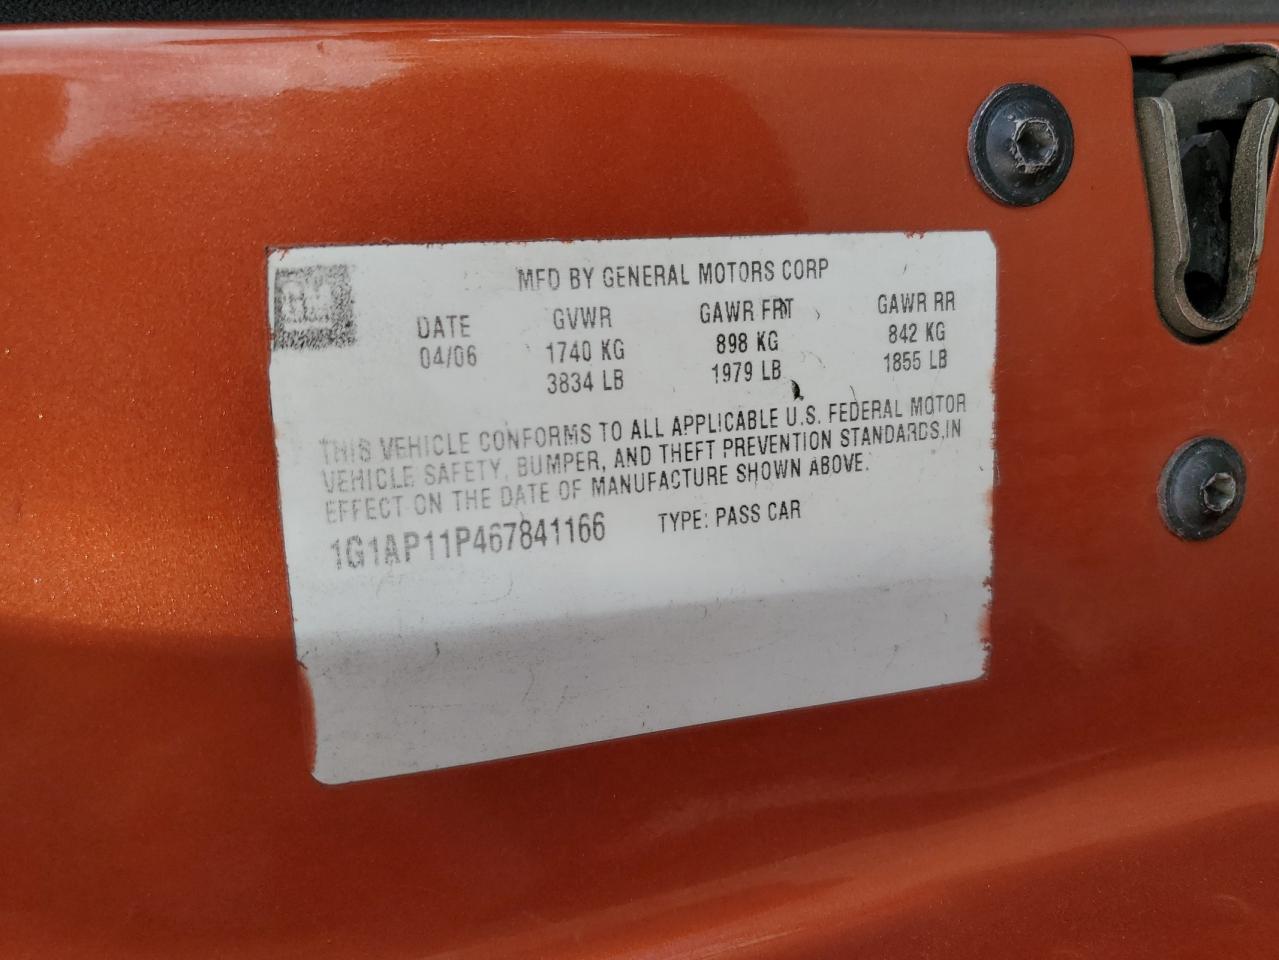 GM
MFD BY GENERAL MOTORS CORP
DATE GVWR GAWR FRT GAWR RR
04/06 1740 KG 898 KG 842 KG
3834 LB 1979 LB 1855 LB
THIS VEHICLE CONFORMS TO ALL APPLICABLE U.S. FEDERAL MOTOR
VEHICLE SAFETY, BUMPER, AND THEFT PREVENTION STANDARDS,IN
EFFECT ON THE DATE OF MANUFACTURE SHOWN ABOVE.
1G1AP11P467841166 TYPE: PASS CAR